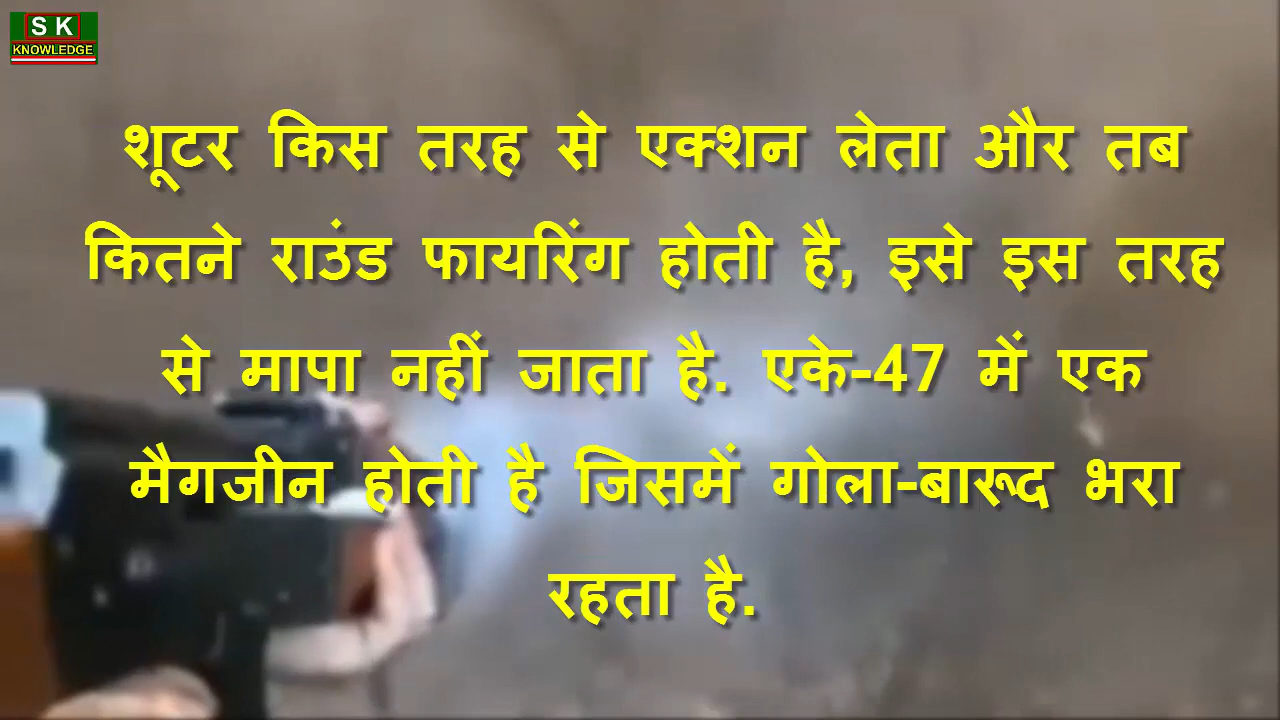 S K
KNOWLEDGE
शूटर किस तरह से एक्शन लेता और तब
कितने राउंड फायरिंग होती है, इसे इस तरह
से मापा नहीं जाता है. एके-47 में एक
मैगजीन होती है जिसमें गोला-बारूद भरा
रहता है.